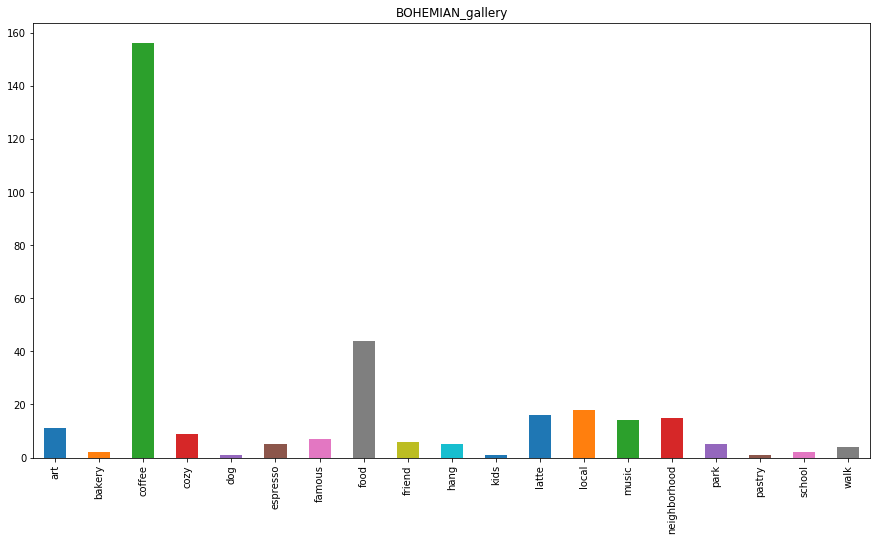 BOHEMIAN_gallery
160
140
120
100
80
60
40
20
0
art
bakery
coffee
cozy
dog
espresso
famous
food
friend
hang
kids
latte
local
music
neighborhood
park
pastry
school
walk